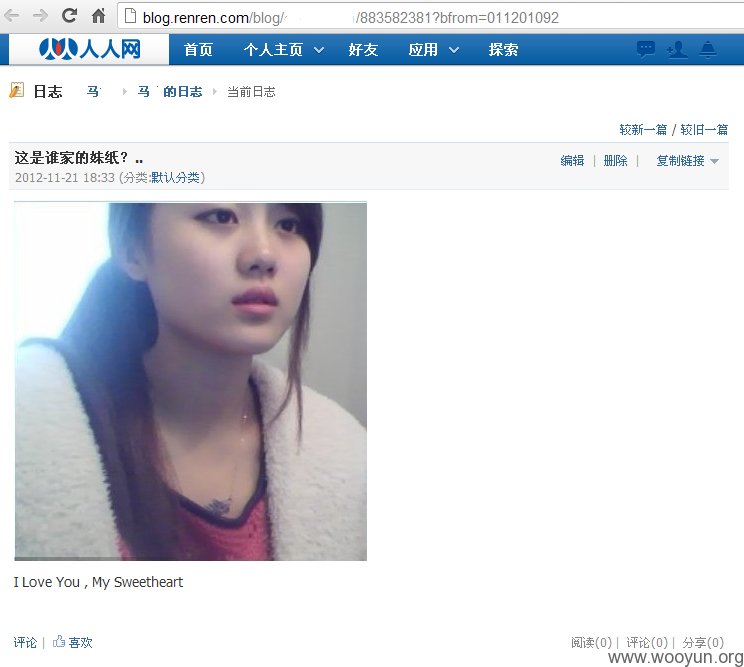 blog.renren.com/blog/ /883582381?bfrom=011201092
人人网 首页 个人主页 好友 应用 探索
日志 马 马 的日志 当前日志
较新一篇 / 较旧一篇
这是谁家的妹纸？..
编辑 | 删除 | 复制链接
2012-11-21 18:33 (分类:默认分类)
I Love You , My Sweetheart
评论 | 喜欢 阅读(0) | 评论(0) | 分享(0)
www.wooyun.org